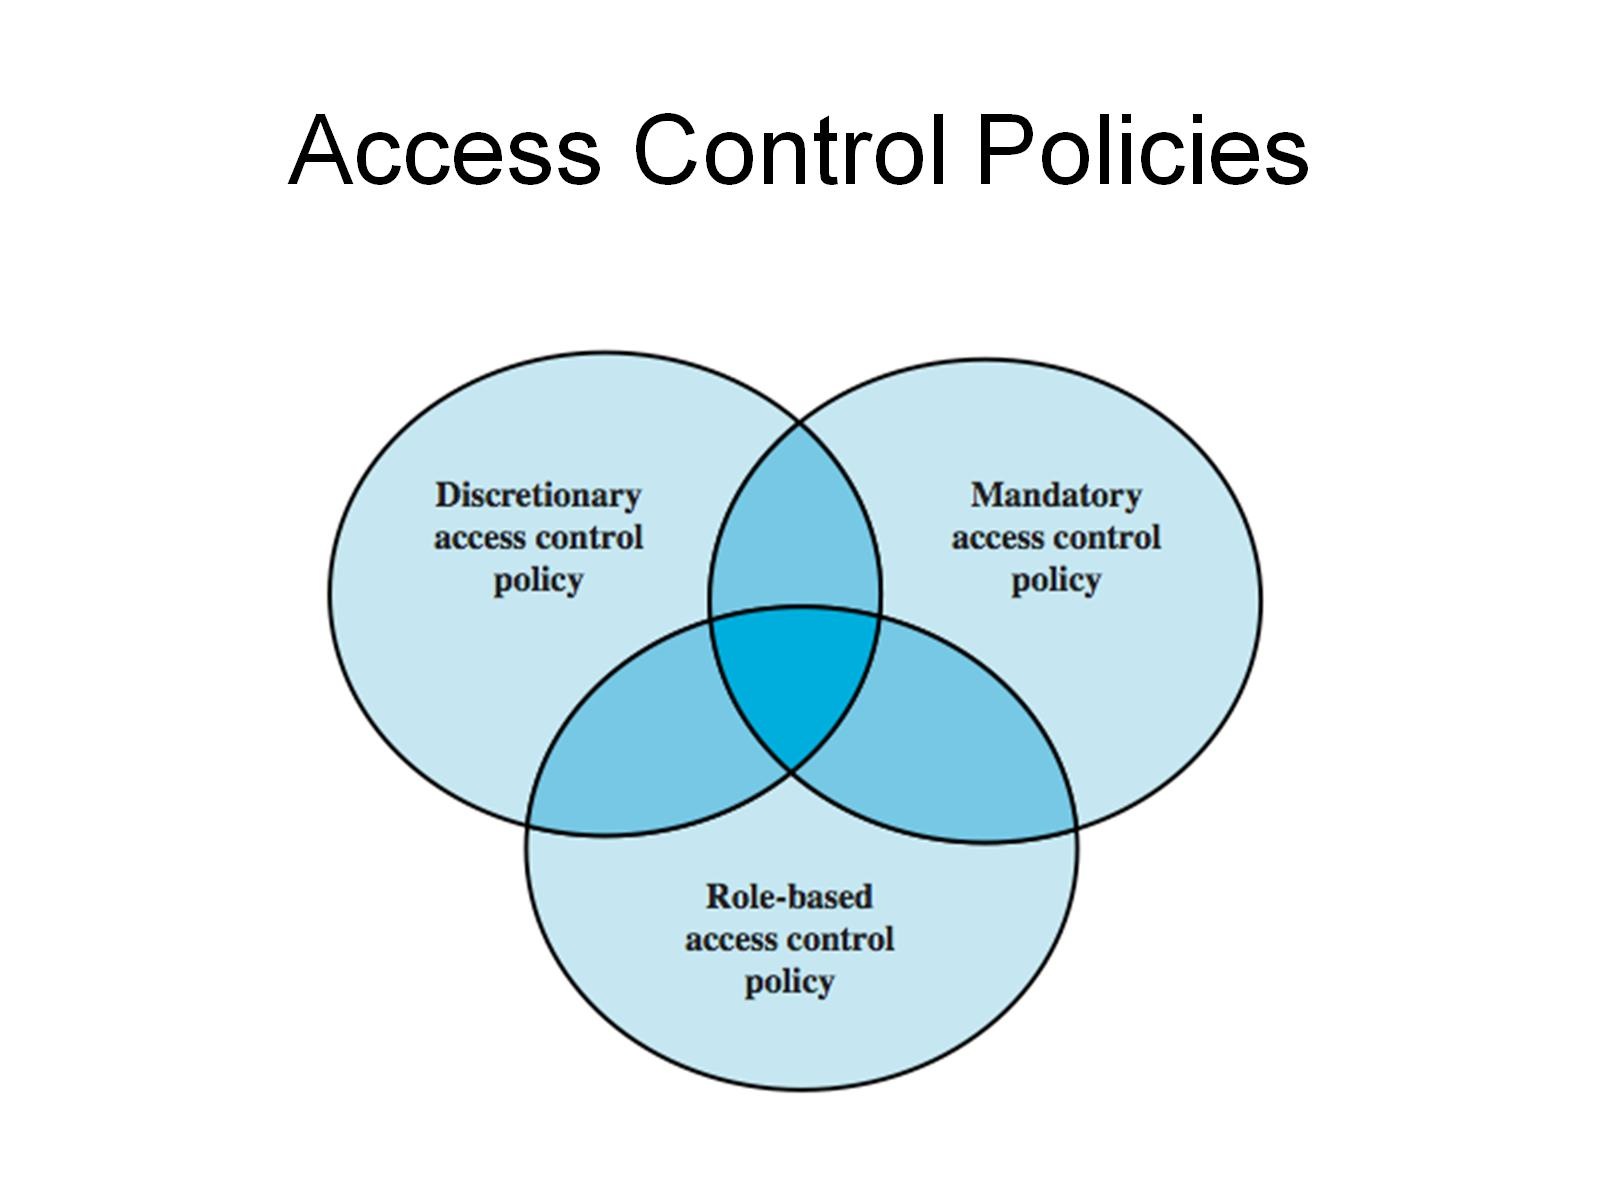 Access Control Policies
Discretionary
access control
policy
Mandatory
access control
policy
Role-based
access control
policy